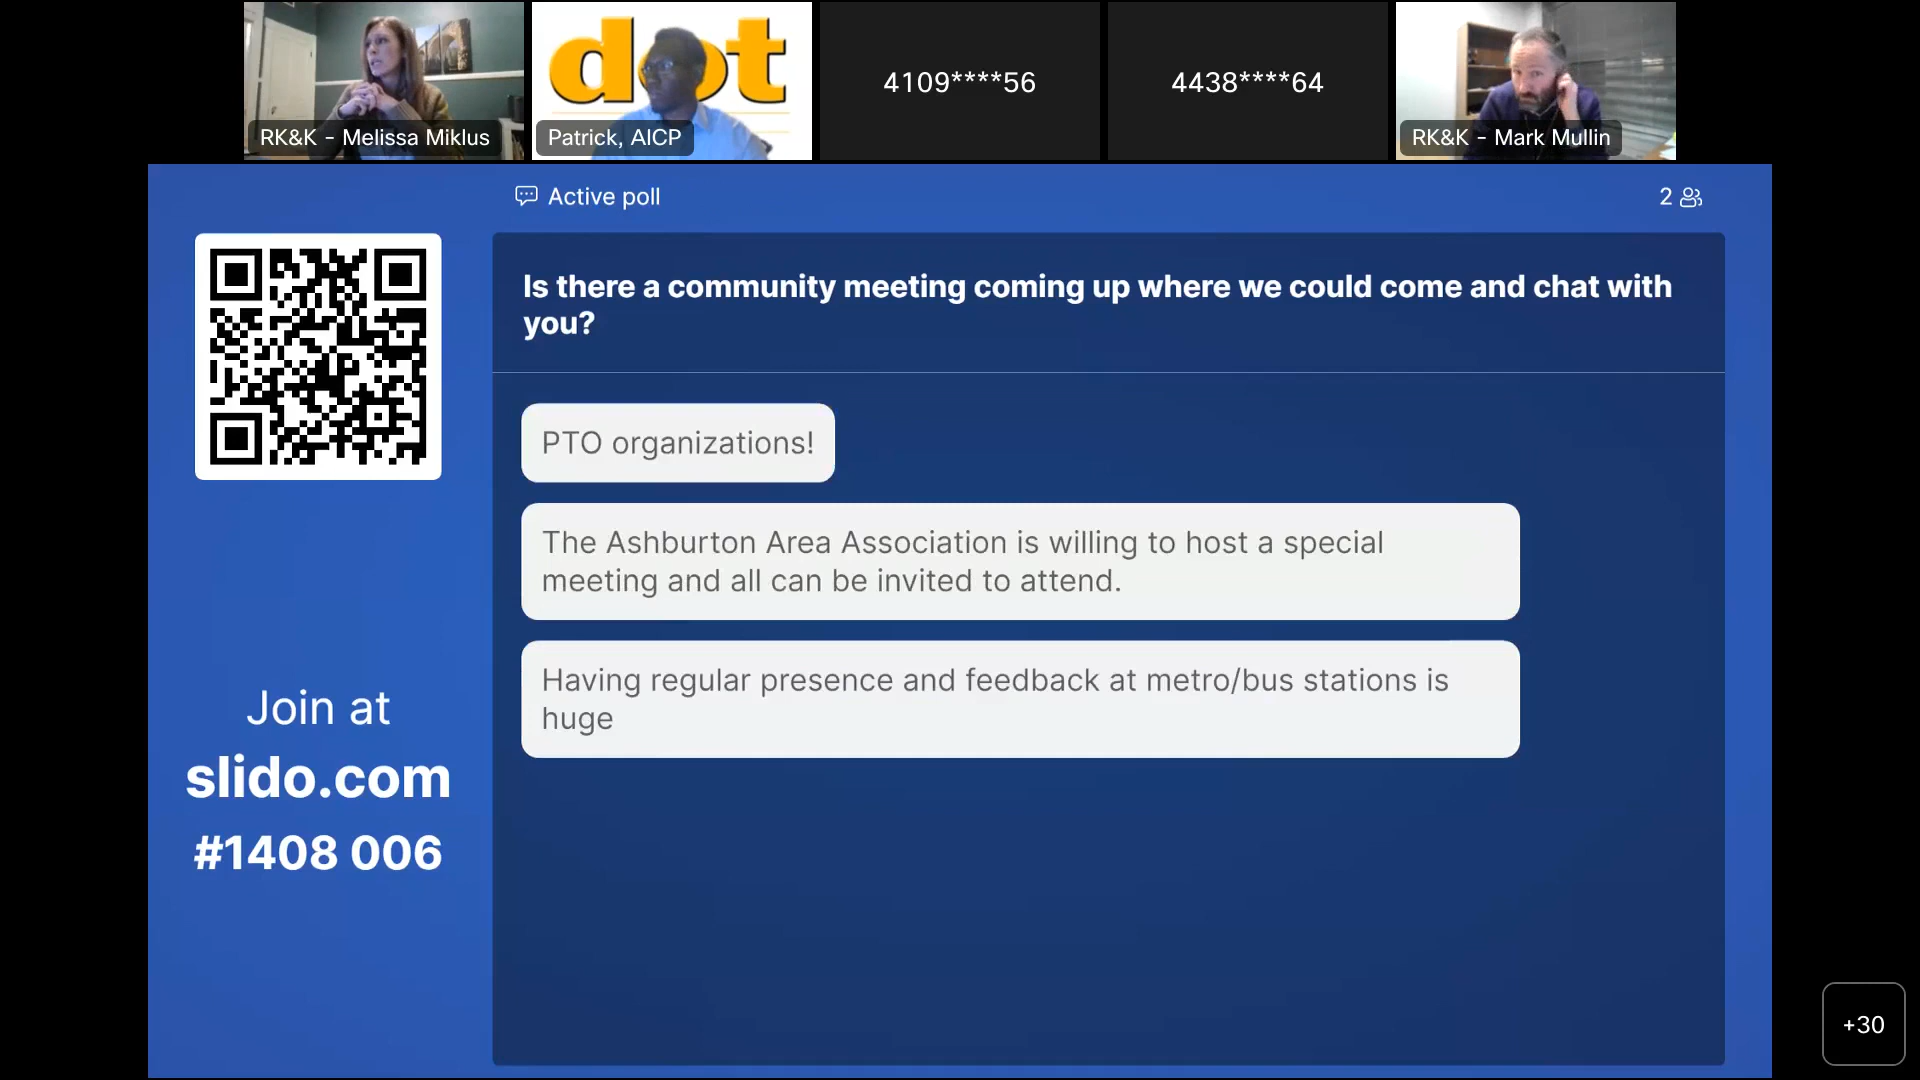 RK&K - Melissa Miklus
dot
Patrick, AICP
4109****56
4438****64
RK&K - Mark Mullin
Active poll
2
Is there a community meeting coming up where we could come and chat with
you?
PTO organizations!
The Ashburton Area Association is willing to host a special
meeting and all can be invited to attend.
Having regular presence and feedback at metro/bus stations is
huge
Join at
slido.com
#1408 006
+30